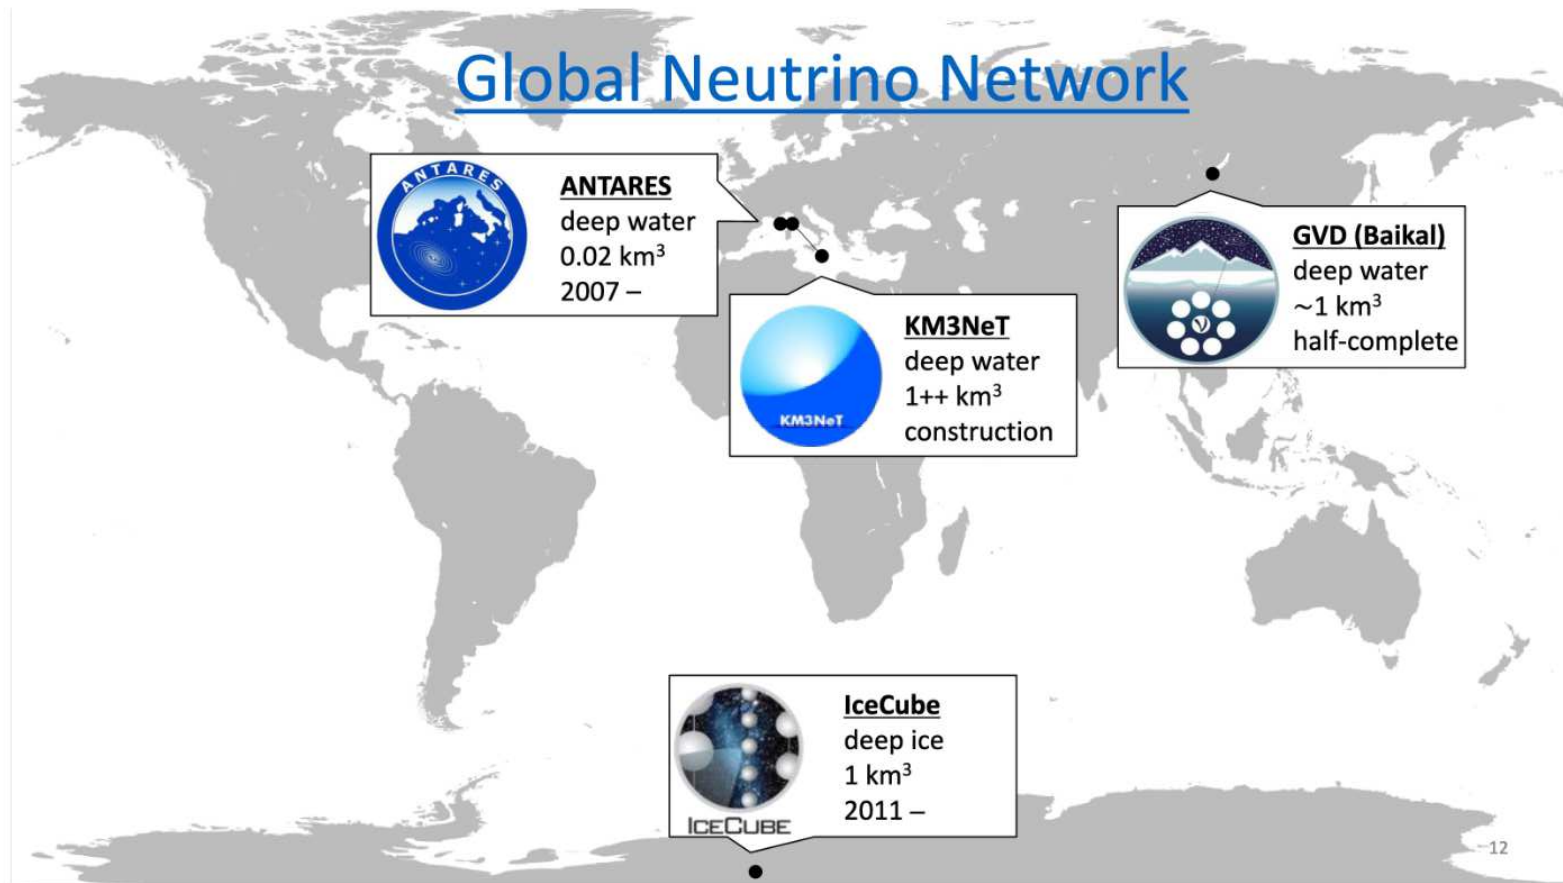 Global Neutrino Network
ANTARES
ANTARES
deep water
0.02 km³
2007 –
GVD (Baikal)
deep water
~1 km³
half-complete
KM3NeT
KM3NeT
deep water
1++ km³
construction
IceCube
deep ice
1 km³
2011 –
ICECUBE
12